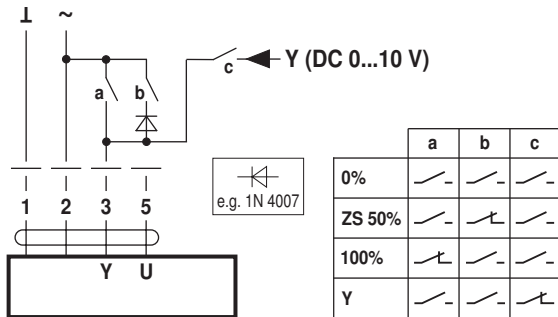 ⊥ ~
c Y (DC 0...10 V)
a b
1 2 3 5
Y U
e.g. 1N 4007
a b c
0%
ZS 50%
100%
Y